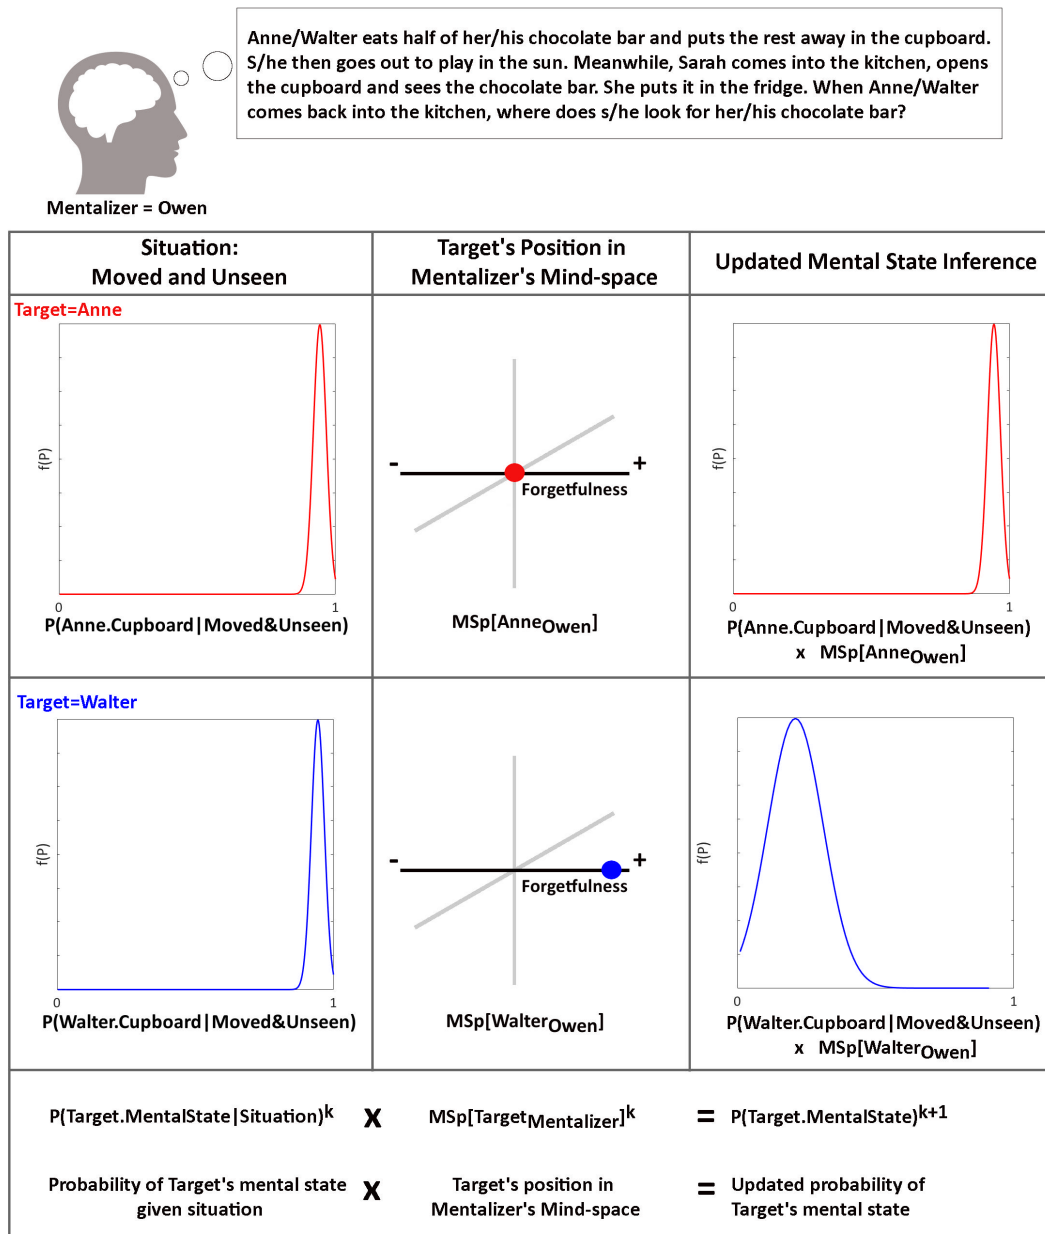 Anne/Walter eats half of her/his chocolate bar and puts the rest away in the cupboard.
S/he then goes out to play in the sun. Meanwhile, Sarah comes into the kitchen, opens
the cupboard and sees the chocolate bar. She puts it in the fridge. When Anne/Walter
comes back into the kitchen, where does s/he look for her/his chocolate bar?
Mentalizer = Owen
Situation:
Moved and Unseen
Target's Position in
Mentalizer's Mind-space
Updated Mental State Inference
Target=Anne
f(P)
0
1
P(Anne.Cupboard|Moved&Unseen)
-
+
Forgetfulness
MSp[AnneOwen]
f(P)
0
1
P(Anne.Cupboard|Moved&Unseen)
x MSp[AnneOwen]
Target=Walter
f(P)
0
1
P(Walter.Cupboard|Moved&Unseen)
-
+
Forgetfulness
MSp[WalterOwen]
f(P)
0
1
P(Walter.Cupboard|Moved&Unseen)
x MSp[WalterOwen]
P(Target.MentalState|Situation)k x MSp[TargetMentalizer]k = P(Target.MentalState)k+1
Probability of Target's mental state
given situation
x
Target's position in
Mentalizer's Mind-space
=
Updated probability of
Target's mental state